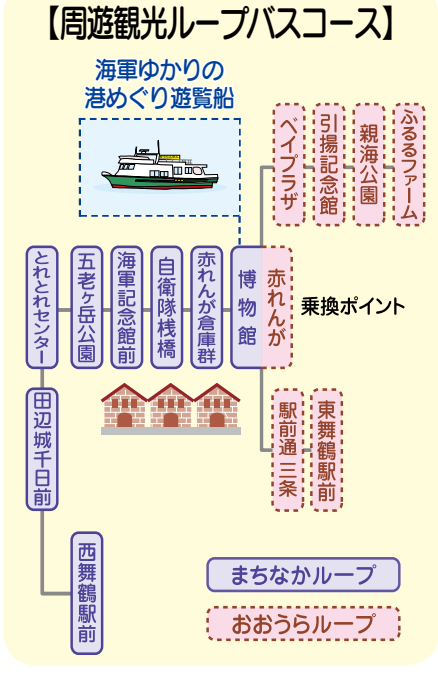 【周遊観光ループバスコース】
海軍ゆかりの
港めぐり遊覧船
ベイプラザ
引揚記念館
親海公園
ふるるファーム
とれとれセンター
五老ヶ岳公園
海軍記念館前
自衛隊桟橋
赤れんが倉庫群
赤れんが
博物館
乗換ポイント
田辺城千日前
駅前通三条
東舞鶴駅前
西舞鶴駅前
まちなかループ
おおうらループ